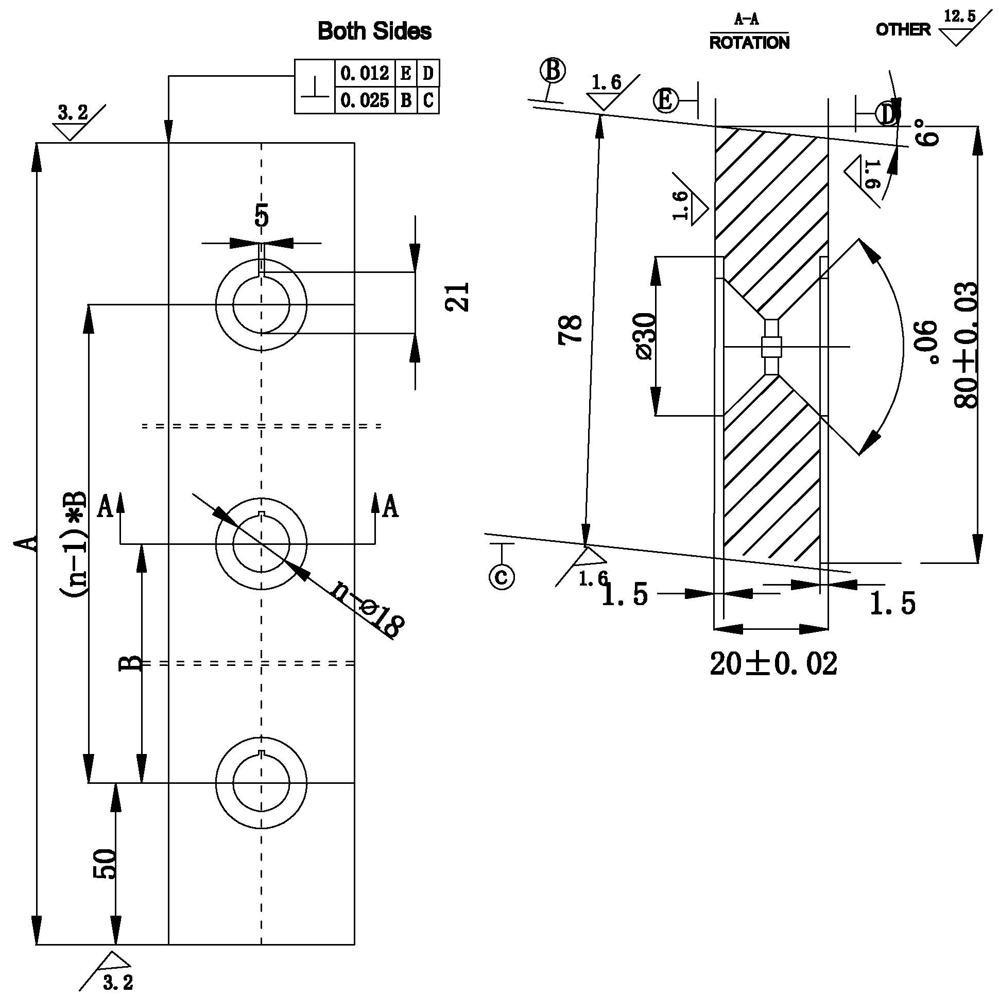 Both Sides
⊥ 0.012 E D
0.025 B C
3.2
5
21
A
(n-1)*B
A A
B
n-⌀18
50
3.2
A-A
ROTATION
OTHER 12.5
B
1.6
E
D
6°
1.6
1.6
78
⌀30
90°
80±0.03
C
1.6
1.5
1.5
20±0.02